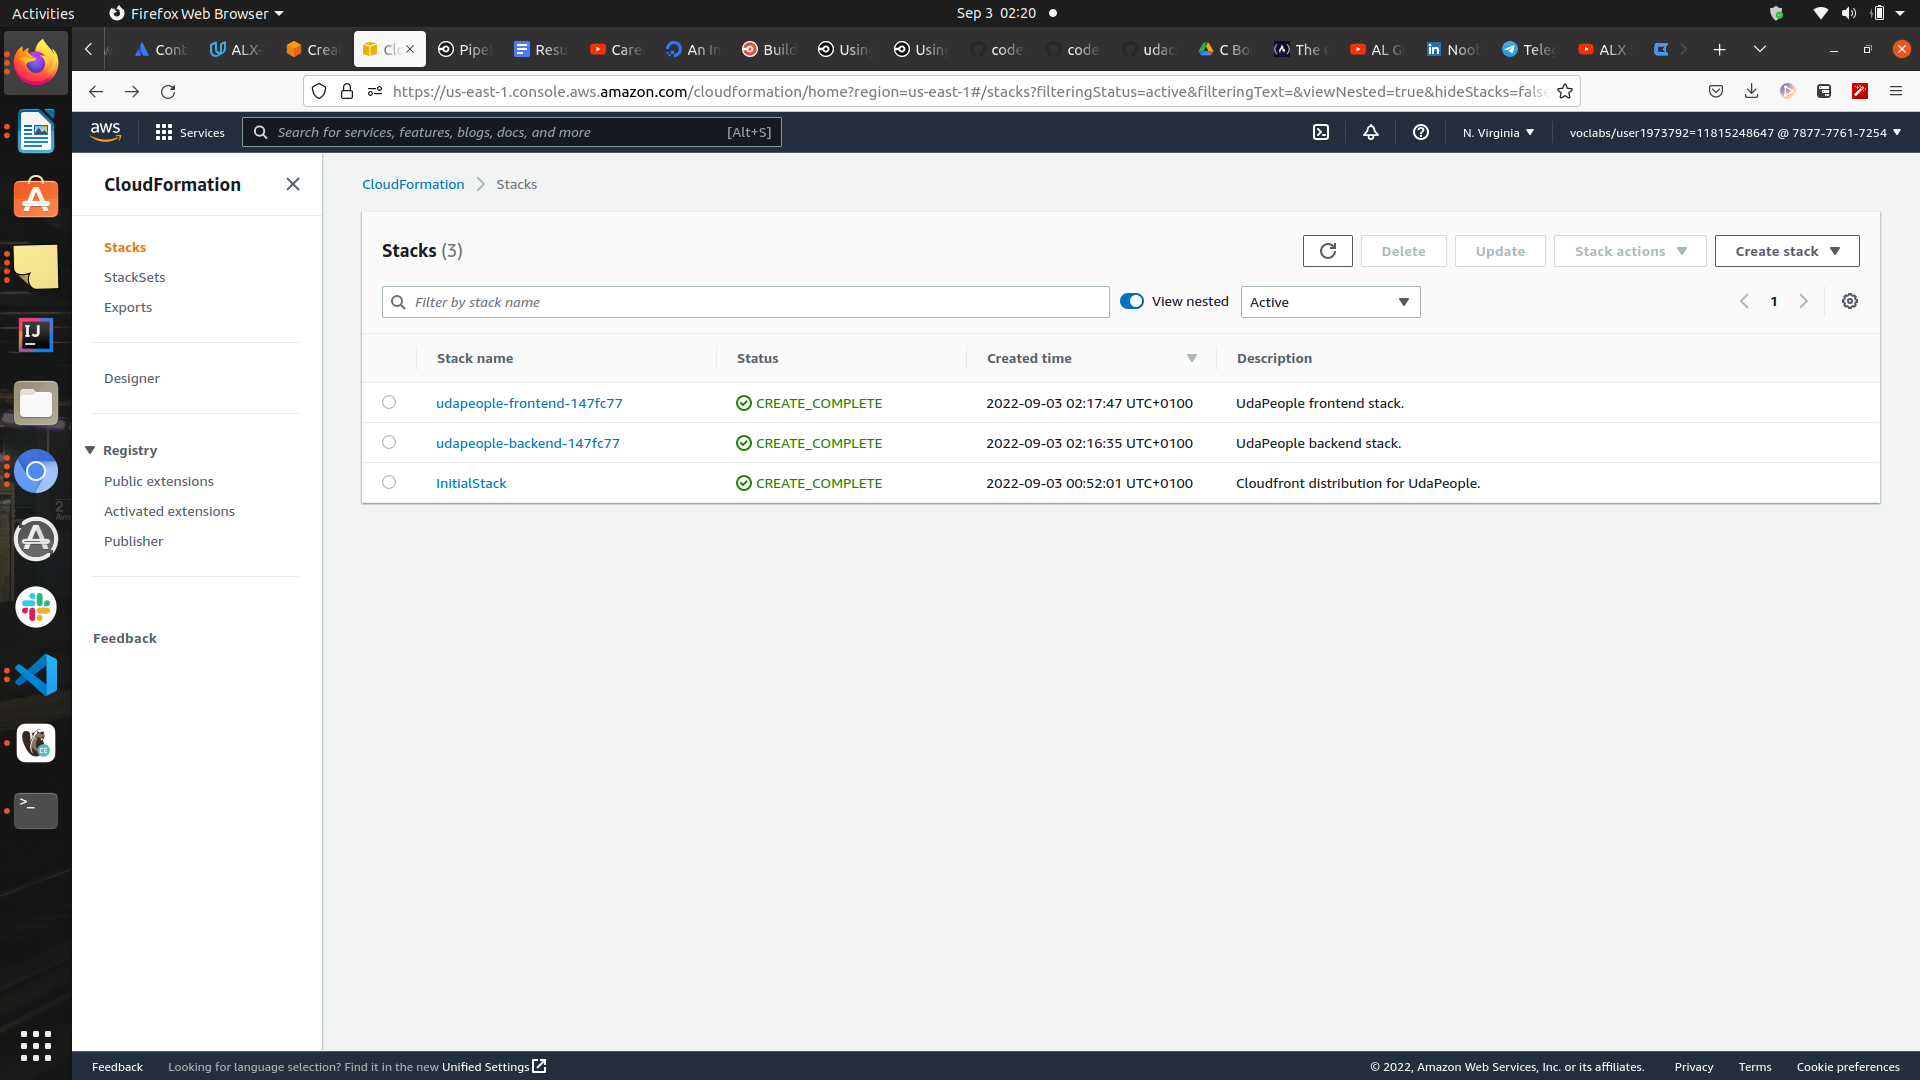 Activities
Firefox Web Browser
Sep 3 02:20
Cont
ALX-
Crea
Clo
Pipel
Resu
Care
An In
Build
Using
Using
code
code
udac
C Boo
The
AL G
Nool
Tele
ALX
https://us-east-1.console.aws.amazon.com/cloudformation/home?region=us-east-1#/stacks?filteringStatus=active&filteringText=&viewNested=true&hideStacks=false
aws
Services
Search for services, features, blogs, docs, and more
[Alt+S]
N. Virginia
voclabs/user1973792=11815248647 @ 7877-7761-7254
CloudFormation
Stacks
StackSets
Exports
Designer
Registry
Public extensions
Activated extensions
Publisher
Feedback
CloudFormation
Stacks
Stacks (3)
Delete
Update
Stack actions
Create stack
Filter by stack name
View nested
Active
1
Stack name
Status
Created time
Description
udapeople-frontend-147fc77
CREATE_COMPLETE
2022-09-03 02:17:47 UTC+0100
UdaPeople frontend stack.
udapeople-backend-147fc77
CREATE_COMPLETE
2022-09-03 02:16:35 UTC+0100
UdaPeople backend stack.
InitialStack
CREATE_COMPLETE
2022-09-03 00:52:01 UTC+0100
Cloudfront distribution for UdaPeople.
Feedback
Looking for language selection? Find it in the new Unified Settings
© 2022, Amazon Web Services, Inc. or its affiliates.
Privacy
Terms
Cookie preferences